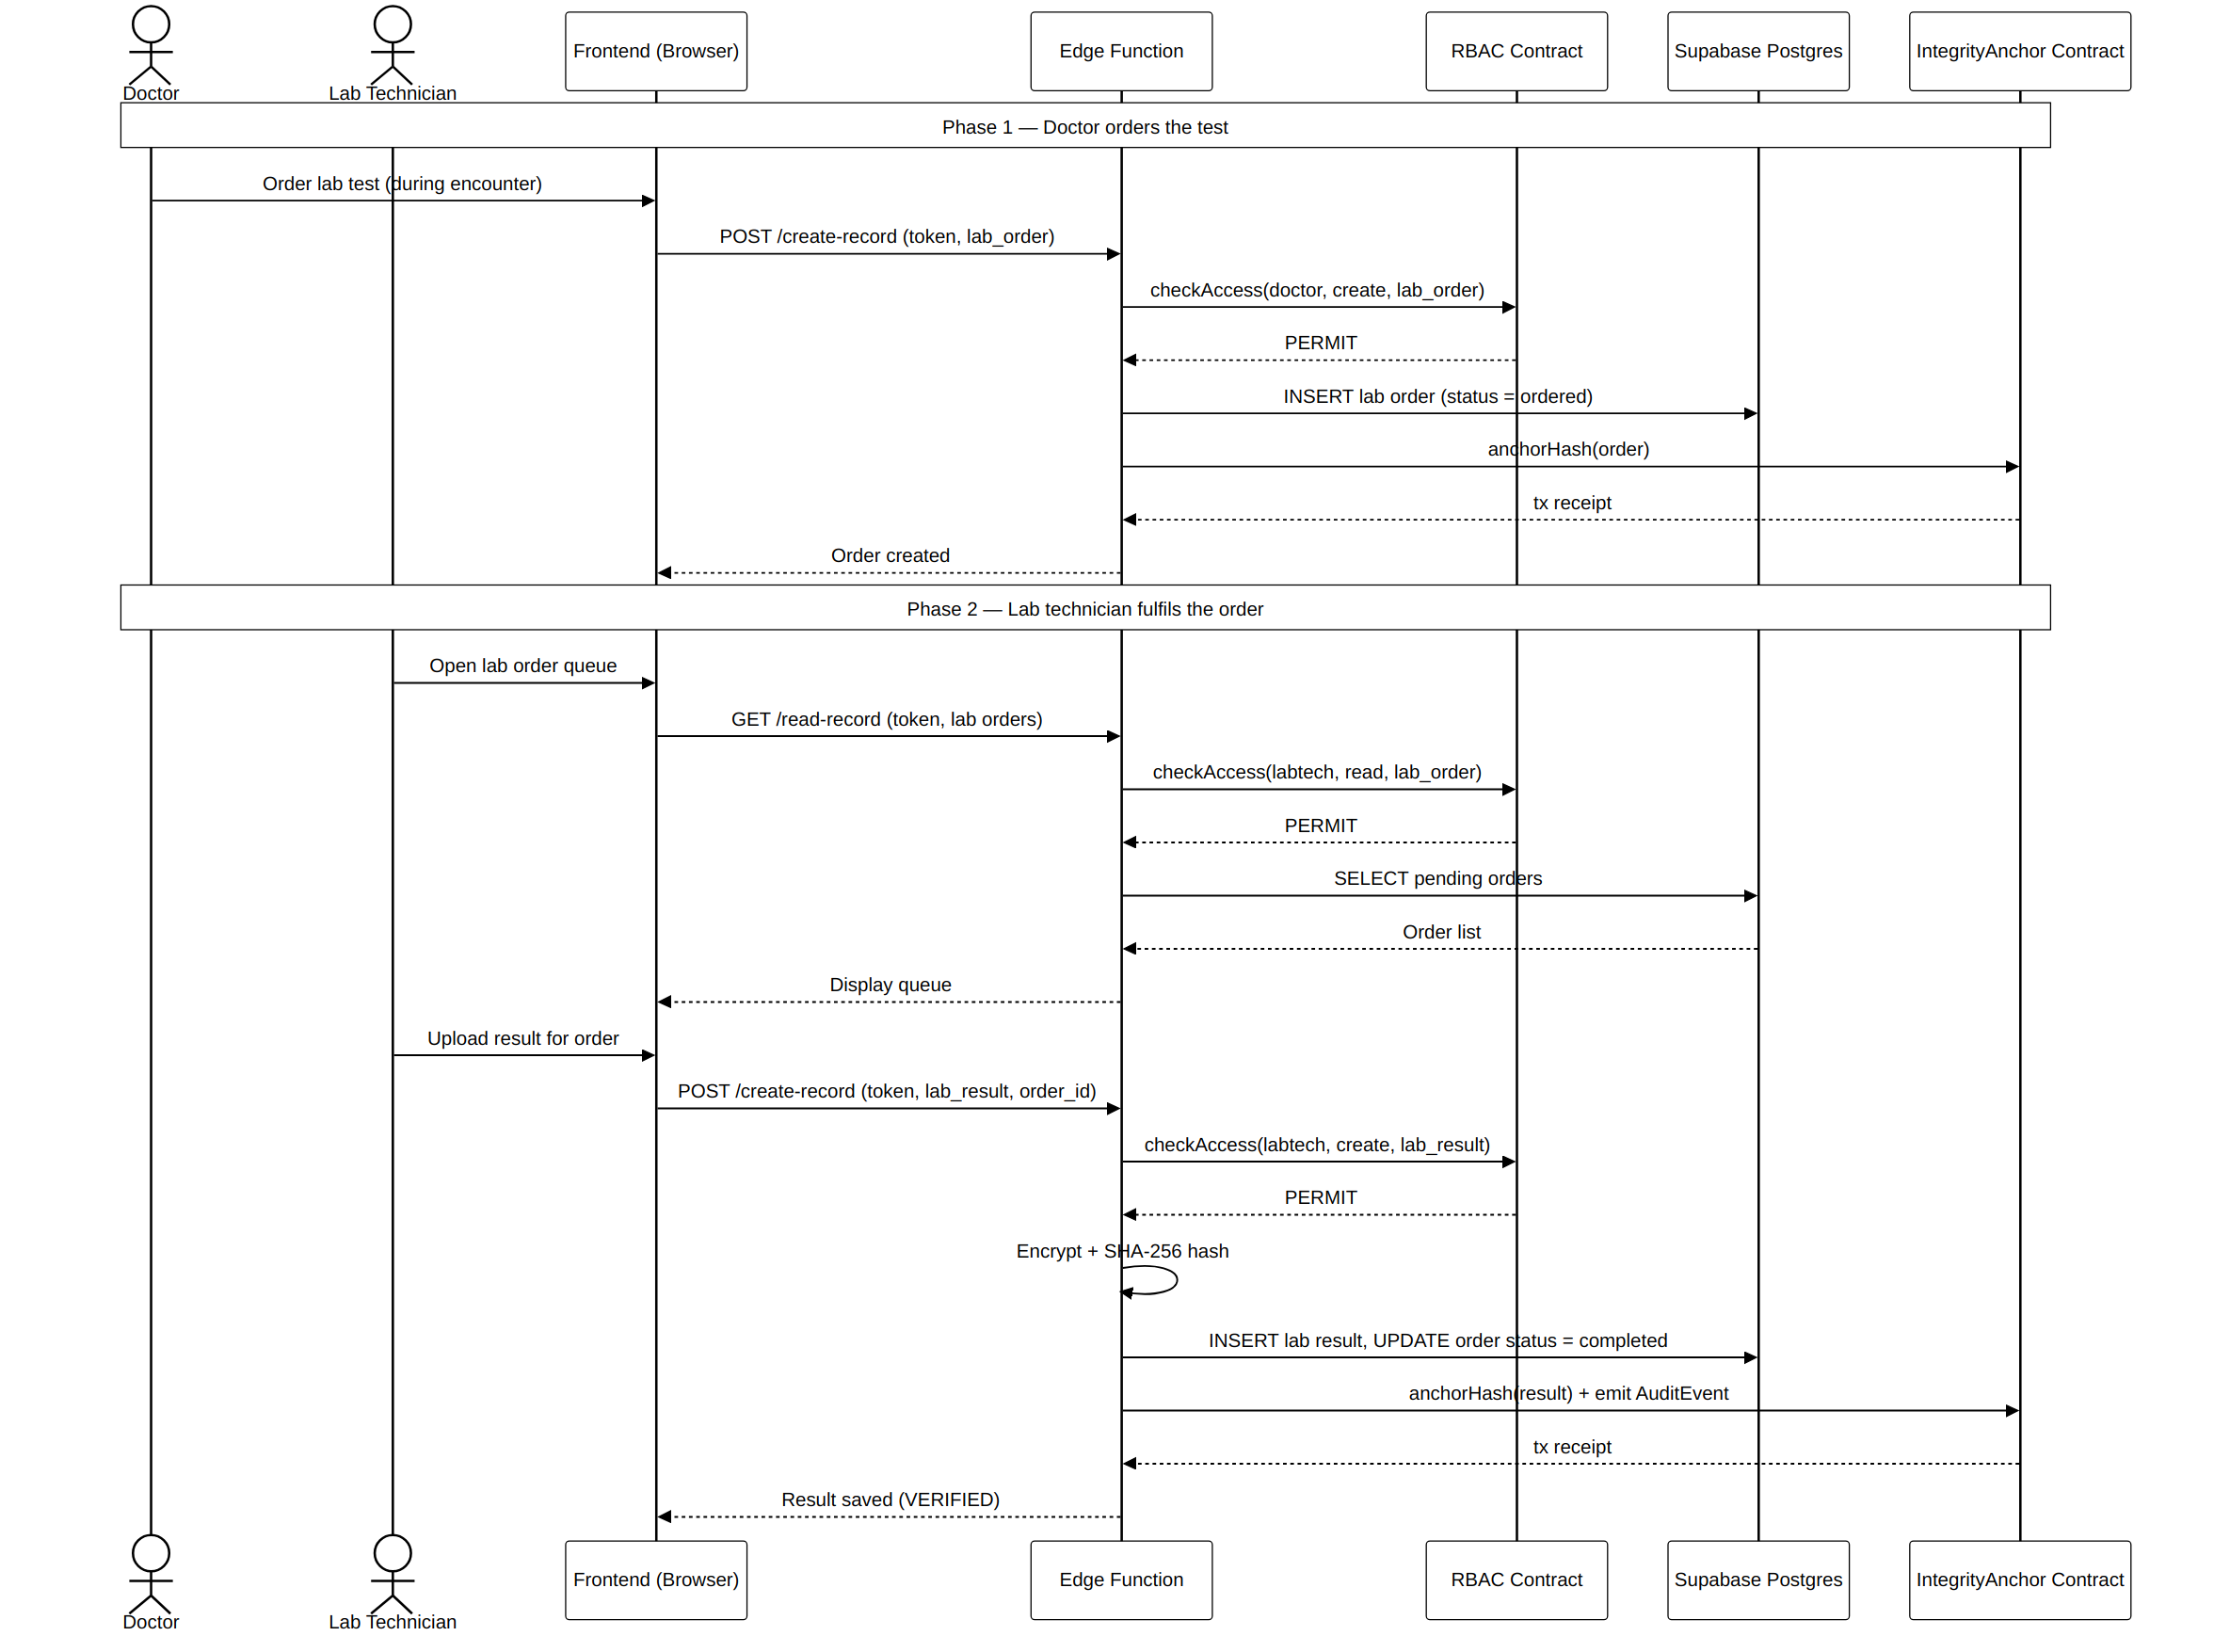 Doctor
Lab Technician
Frontend (Browser)
Edge Function
RBAC Contract
Supabase Postgres
IntegrityAnchor Contract
Phase 1 — Doctor orders the test
Order lab test (during encounter)
POST /create-record (token, lab_order)
checkAccess(doctor, create, lab_order)
PERMIT
INSERT lab order (status = ordered)
anchorHash(order)
tx receipt
Order created
Phase 2 — Lab technician fulfils the order
Open lab order queue
GET /read-record (token, lab orders)
checkAccess(labtech, read, lab_order)
PERMIT
SELECT pending orders
Order list
Display queue
Upload result for order
POST /create-record (token, lab_result, order_id)
checkAccess(labtech, create, lab_result)
PERMIT
Encrypt + SHA-256 hash
INSERT lab result, UPDATE order status = completed
anchorHash(result) + emit AuditEvent
tx receipt
Result saved (VERIFIED)
Doctor
Lab Technician
Frontend (Browser)
Edge Function
RBAC Contract
Supabase Postgres
IntegrityAnchor Contract